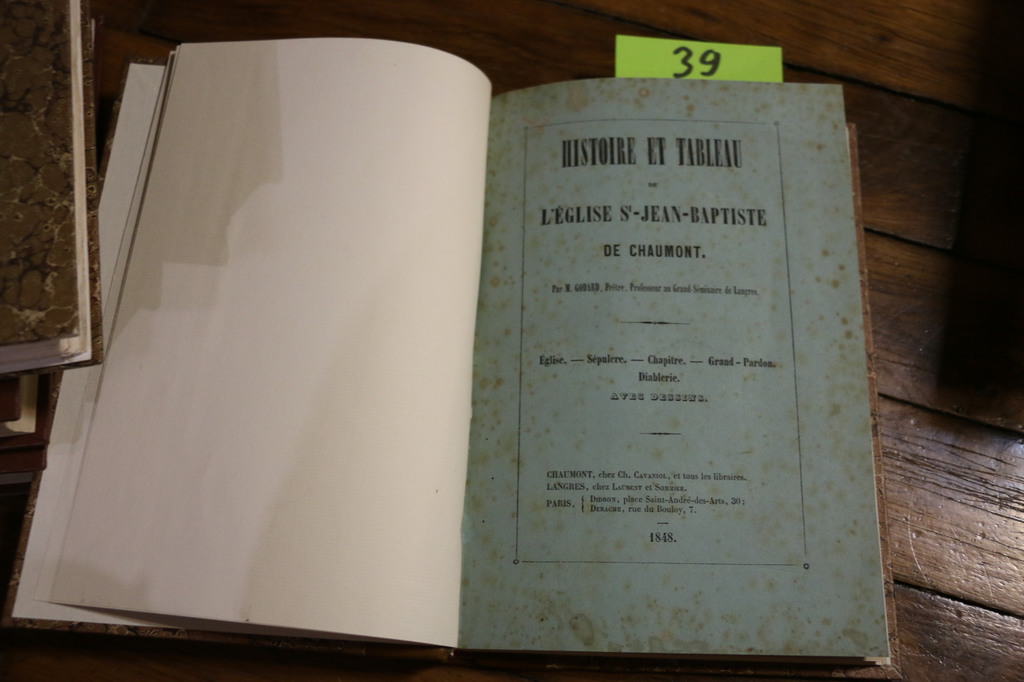 39
HISTOIRE ET TABLEAU
DE
L'ÉGLISE St-JEAN-BAPTISTE
DE CHAUMONT.
Par M. GODARD, Prêtre, Professeur au Grand-Séminaire de Langres.
Église. — Sépulcre. — Chapitre. — Grand-Pardon.
Diablerie.
AVEC DESSINS.
CHAUMONT, chez Ch. CAVANIOL, et tous les libraires.
LANGRES, chez LAURENT et SOMMIER.
PARIS, { DIDRON, place Saint-André-des-Arts, 30;
DERACHE, rue du Bouloy, 7.
1848.